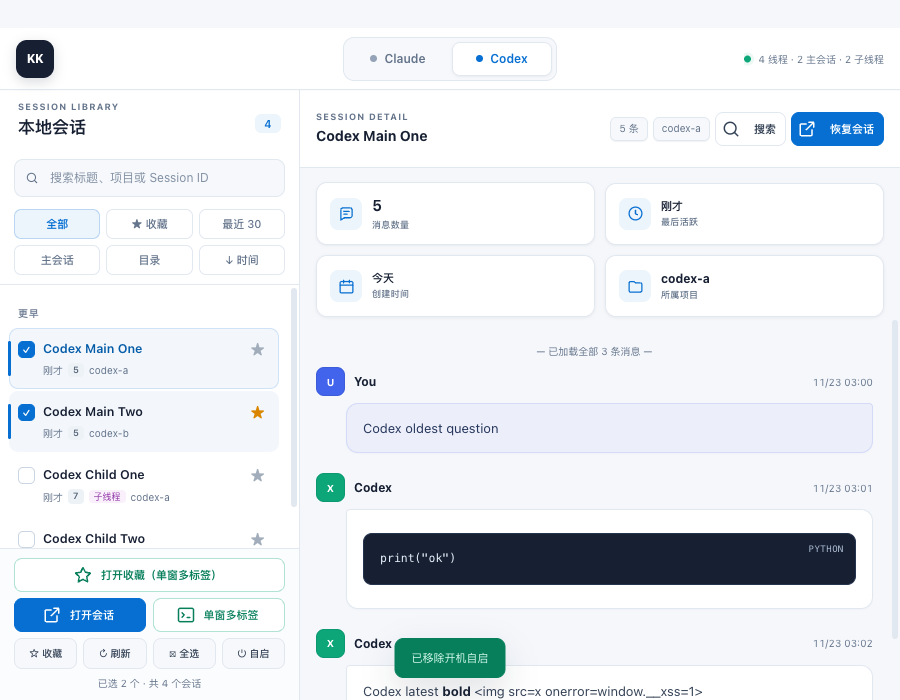 KK
Claude
Codex
4 线程 · 2 主会话 · 2 子线程
SESSION LIBRARY
本地会话
4
搜索标题、项目或 Session ID
全部
★ 收藏
最近 30
主会话
目录
↓ 时间
更早
Codex Main One
刚才 5 codex-a
Codex Main Two
刚才 5 codex-b
Codex Child One
刚才 7 子线程 codex-a
Codex Child Two
打开收藏（单窗多标签）
打开会话
单窗多标签
收藏
刷新
全选
自启
已选 2 个 · 共 4 个会话
SESSION DETAIL
Codex Main One
5 条
codex-a
搜索
恢复会话
5
消息数量
刚才
最后活跃
今天
创建时间
codex-a
所属项目
— 已加载全部 3 条消息 —
U
You
11/23 03:00
Codex oldest question
X
Codex
11/23 03:01
PYTHON
print("ok")
X
Codex
11/23 03:02
已移除开机自启
Codex latest bold <img src=x onerror=window.__xss=1>